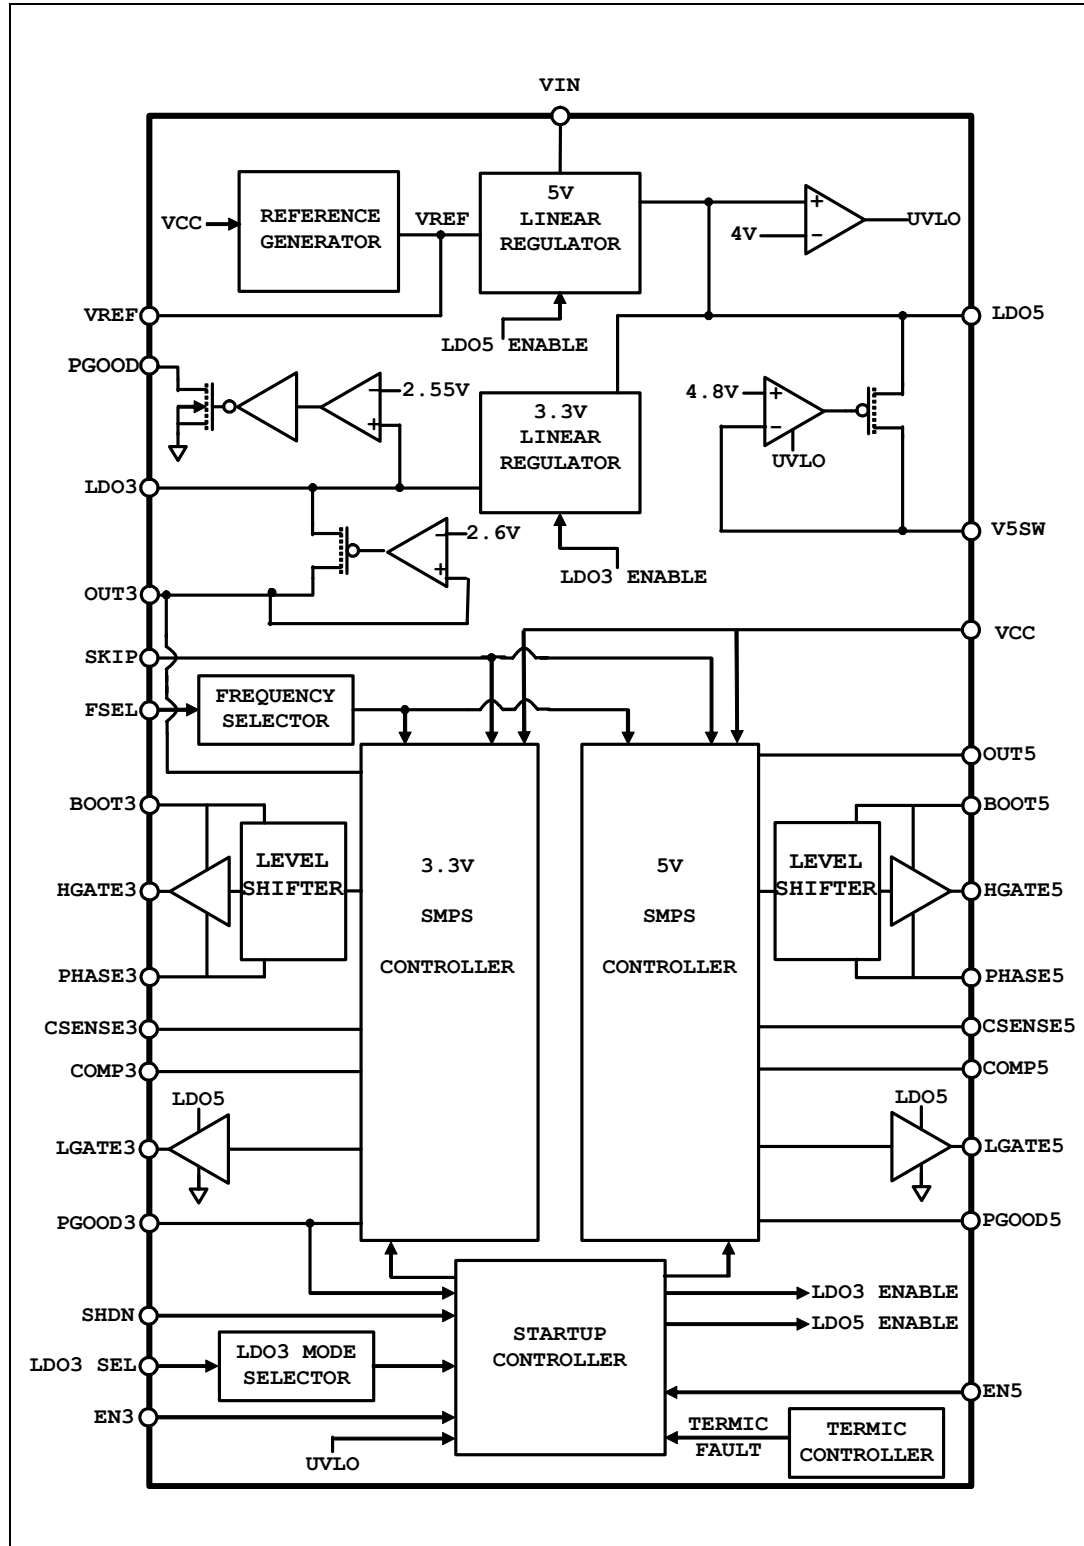 VIN
VCC
REFERENCE
GENERATOR
VREF
5V
LINEAR
REGULATOR
+
4V
−
UVLO
VREF
LDO5 ENABLE
LDO5
PGOOD
−
2.55V
+
3.3V
LINEAR
REGULATOR
4.8V
+
−
UVLO
LDO3
−
2.6V
+
LDO3 ENABLE
V5SW
OUT3
VCC
SKIP
FSEL
FREQUENCY
SELECTOR
OUT5
BOOT3
BOOT5
LEVEL
SHIFTER
3.3V
SMPS
CONTROLLER
5V
SMPS
CONTROLLER
LEVEL
SHIFTER
HGATE3
HGATE5
PHASE3
PHASE5
CSENSE3
CSENSE5
COMP3
COMP5
LDO5
LDO5
LGATE3
LGATE5
PGOOD3
PGOOD5
SHDN
STARTUP
CONTROLLER
LDO3 ENABLE
LDO5 ENABLE
LDO3 SEL
LDO3 MODE
SELECTOR
EN5
EN3
UVLO
TERMIC
FAULT
TERMIC
CONTROLLER